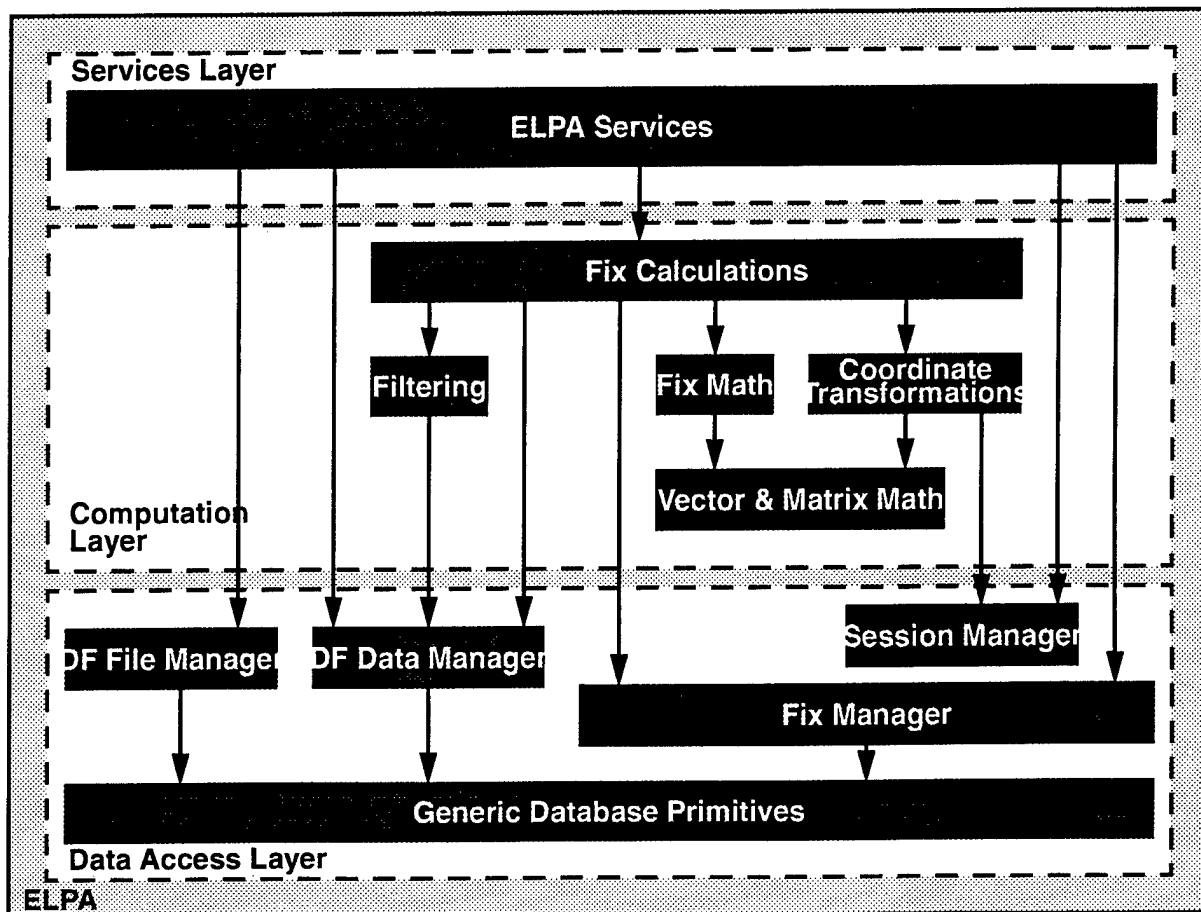 Services Layer
ELPA Services
Fix Calculations
Filtering
Fix Math
Coordinate
Transformations
Vector & Matrix Math
Computation
Layer
DF File Manager
DF Data Manager
Session Manager
Fix Manager
Generic Database Primitives
Data Access Layer
ELPA